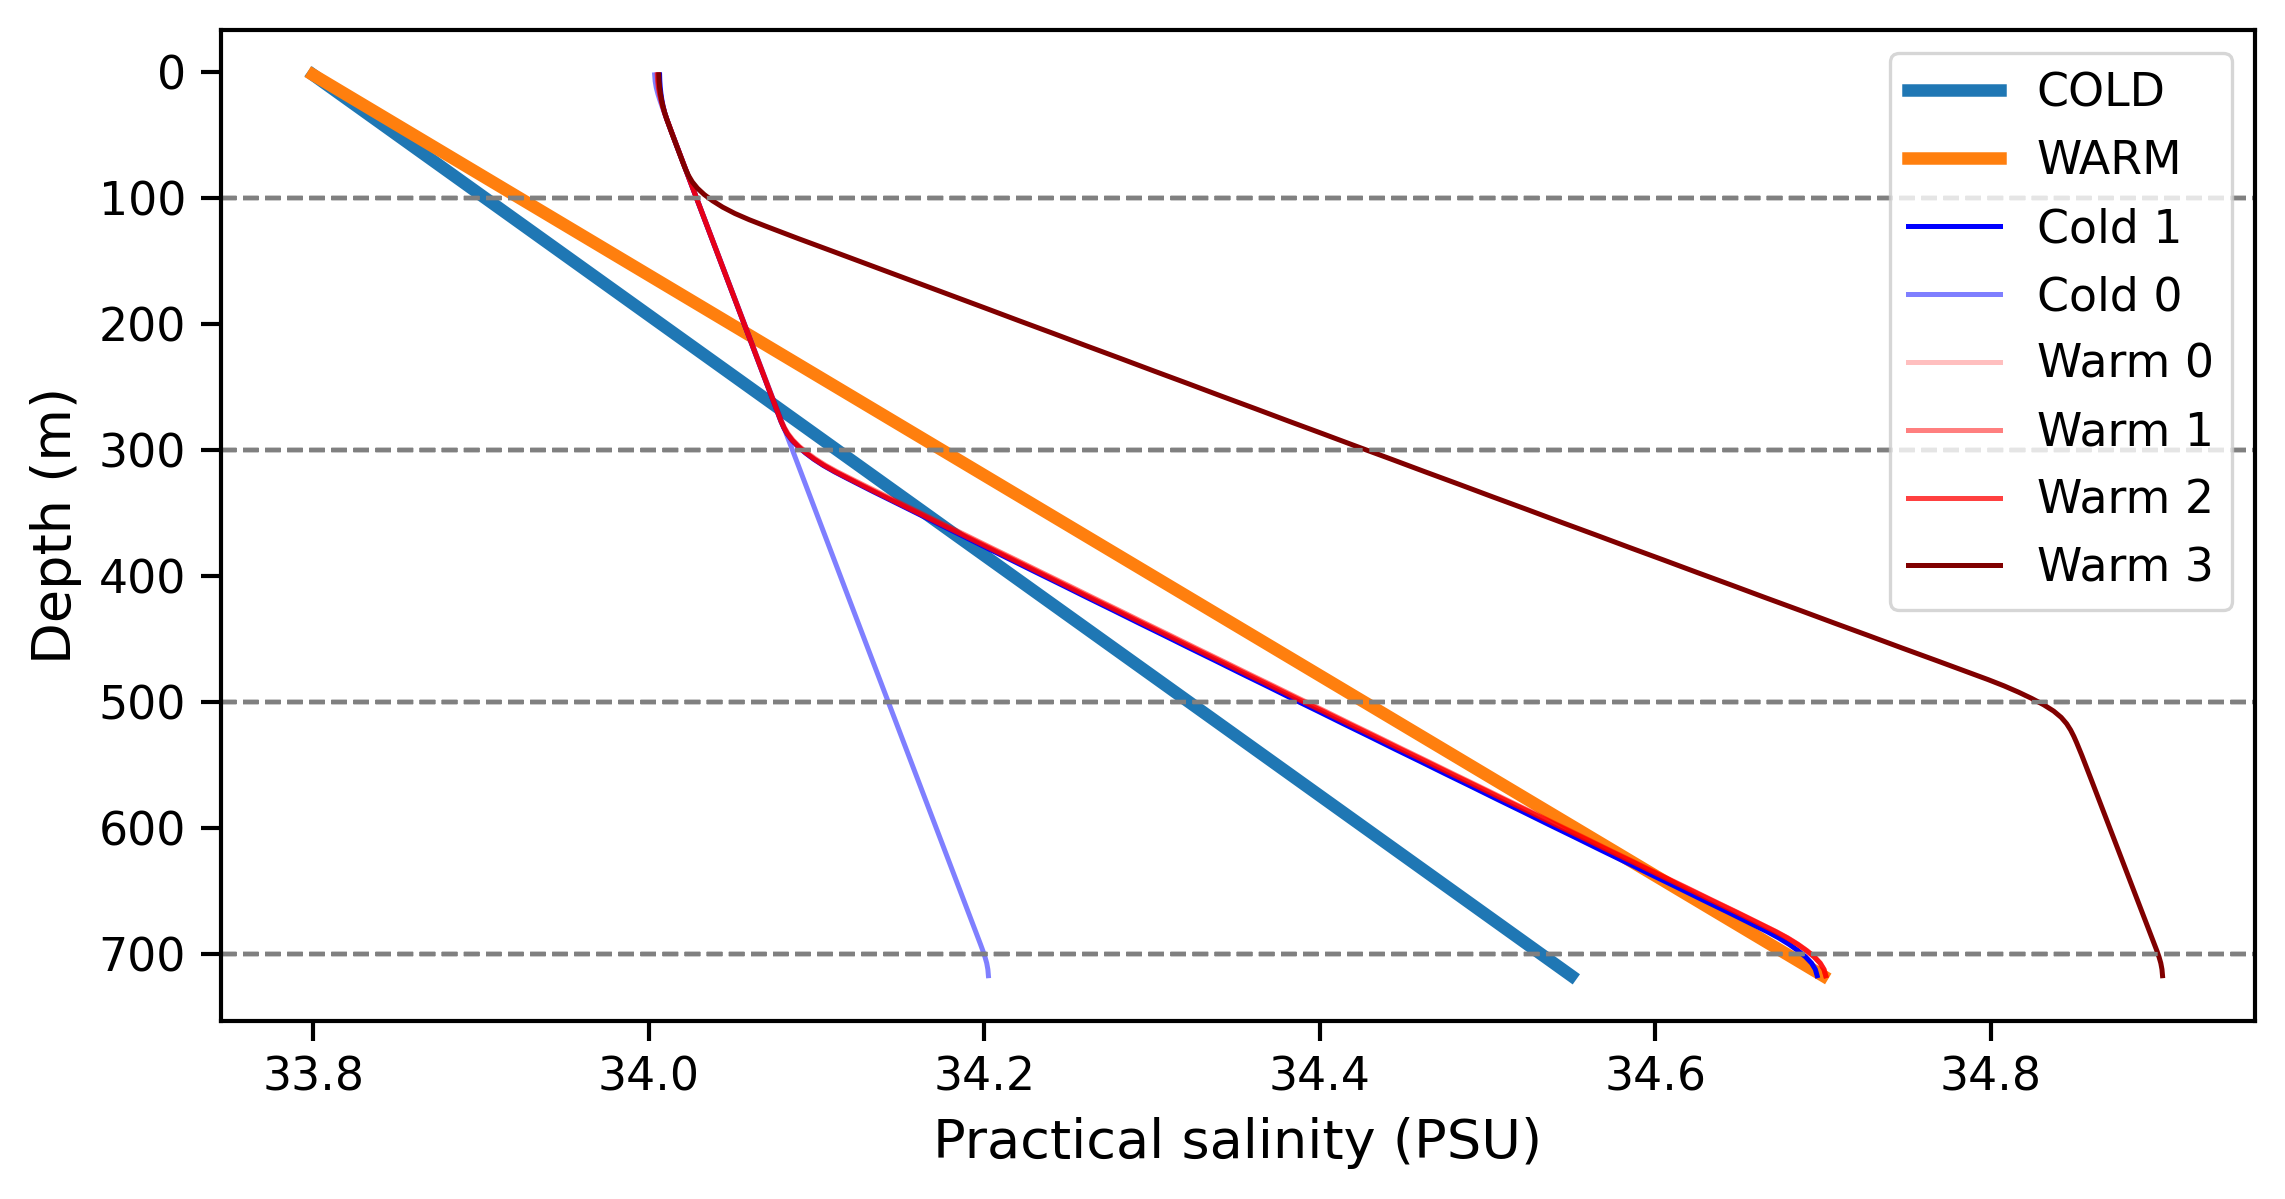 0
100
200
300
400
500
600
700
Depth (m)
33.8
34.0
34.2
34.4
34.6
34.8
Practical salinity (PSU)
COLD
WARM
Cold 1
Cold 0
Warm 0
Warm 1
Warm 2
Warm 3